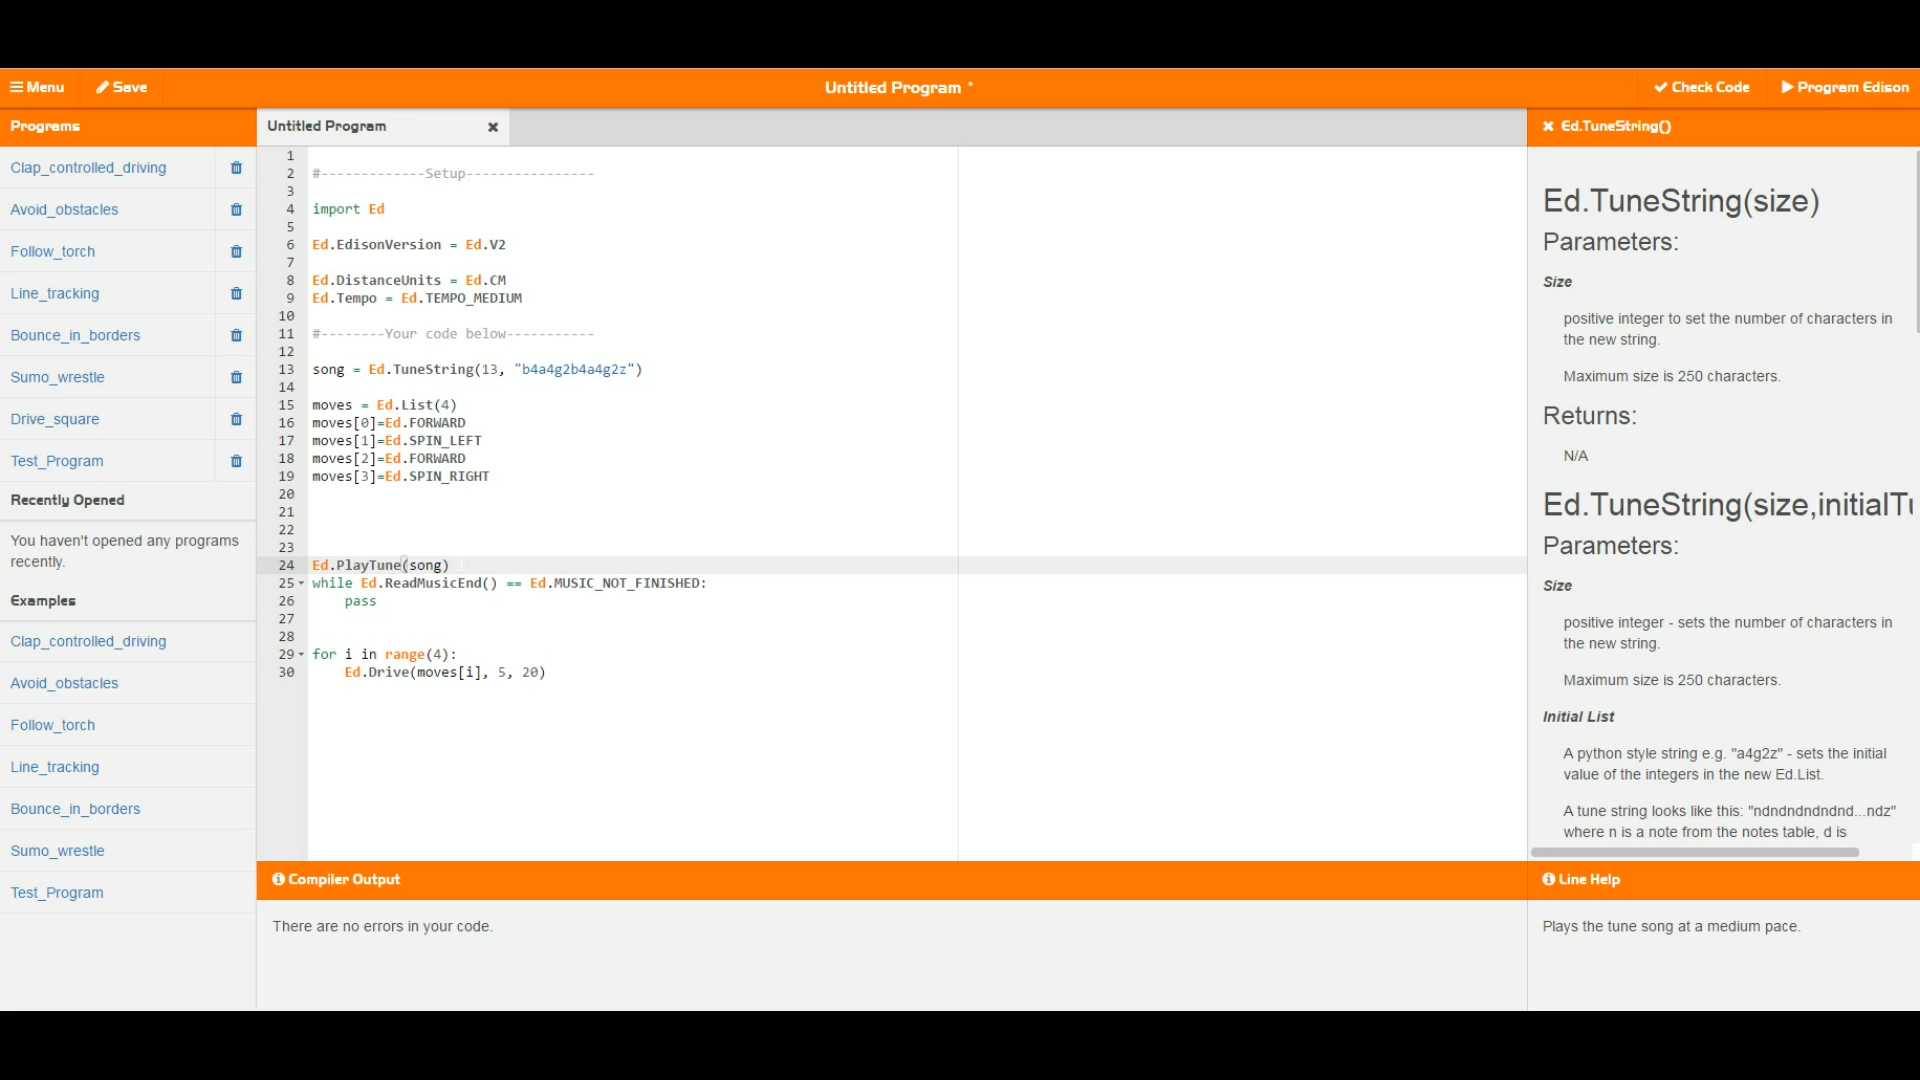 Menu
Save
Untitled Program *
Check Code
Program Edison
Programs
Clap_controlled_driving
Avoid_obstacles
Follow_torch
Line_tracking
Bounce_in_borders
Sumo_wrestle
Drive_square
Test_Program
Recently Opened
You haven't opened any programs
recently.
Examples
Clap_controlled_driving
Avoid_obstacles
Follow_torch
Line_tracking
Bounce_in_borders
Sumo_wrestle
Test_Program
Untitled Program
1
2 #-------------Setup----------------
3
4 import Ed
5
6 Ed.EdisonVersion = Ed.V2
7
8 Ed.DistanceUnits = Ed.CM
9 Ed.Tempo = Ed.TEMPO_MEDIUM
10
11 #--------Your code below-----------
12
13 song = Ed.TuneString(13, "b4a4g2b4a4g2z")
14
15 moves = Ed.List(4)
16 moves[0]=Ed.FORWARD
17 moves[1]=Ed.SPIN_LEFT
18 moves[2]=Ed.FORWARD
19 moves[3]=Ed.SPIN_RIGHT
20
21
22
23
24 Ed.PlayTune(song)
25 while Ed.ReadMusicEnd() == Ed.MUSIC_NOT_FINISHED:
26     pass
27
28
29 for i in range(4):
30     Ed.Drive(moves[i], 5, 20)
Compiler Output
There are no errors in your code.
Ed.TuneString()
Ed.TuneString(size)
Parameters:
Size
positive integer to set the number of characters in
the new string.
Maximum size is 250 characters.
Returns:
N/A
Ed.TuneString(size,initialTu
Parameters:
Size
positive integer - sets the number of characters in
the new string.
Maximum size is 250 characters.
Initial List
A python style string e.g. "a4g2z" - sets the initial
value of the integers in the new Ed.List.
A tune string looks like this: "ndndndndndnd...ndz"
where n is a note from the notes table, d is
Line Help
Plays the tune song at a medium pace.